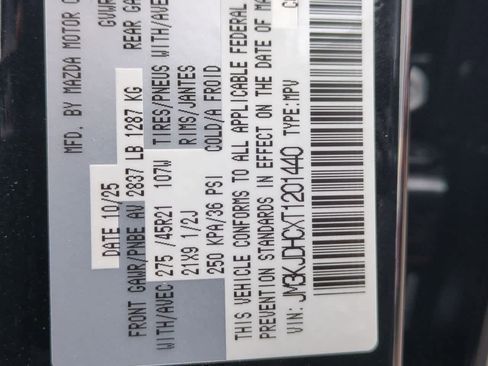 MFD. BY MAZDA MOTOR
DATE 10/25
GVWR
FRONT GAWR/PNBE AV 2837 LB 1287 KG
REAR GA
WITH/AVEC 275 /45R21 107W
TIRES/PNEUS WITH/AVE
21X9 1/2J
RIMS/JANTES
250 KPA/36 PSI
COLD/A FROID
THIS VEHICLE CONFORMS TO ALL APPLICABLE FEDERAL
PREVENTION STANDARDS IN EFFECT ON THE DATE OF MA
VIN: JM3KJDHCXT1201440 TYPE: MPV